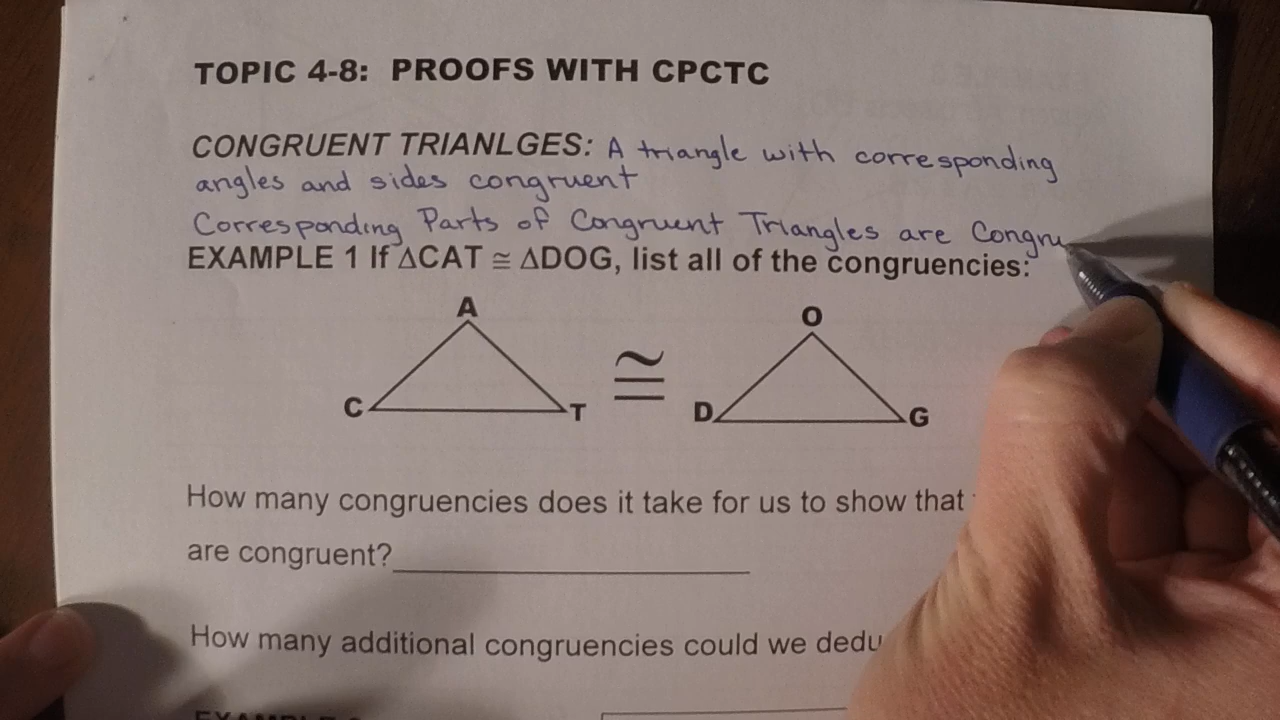 TOPIC 4-8: PROOFS WITH CPCTC
CONGRUENT TRIANLGES: A triangle with corresponding
angles and sides congruent
Corresponding Parts of Congruent Triangles are Congru
EXAMPLE 1 If ΔCAT ≅ ΔDOG, list all of the congruencies:
A
O
≅
C
T
D
G
How many congruencies does it take for us to show that
are congruent?
How many additional congruencies could we dedu